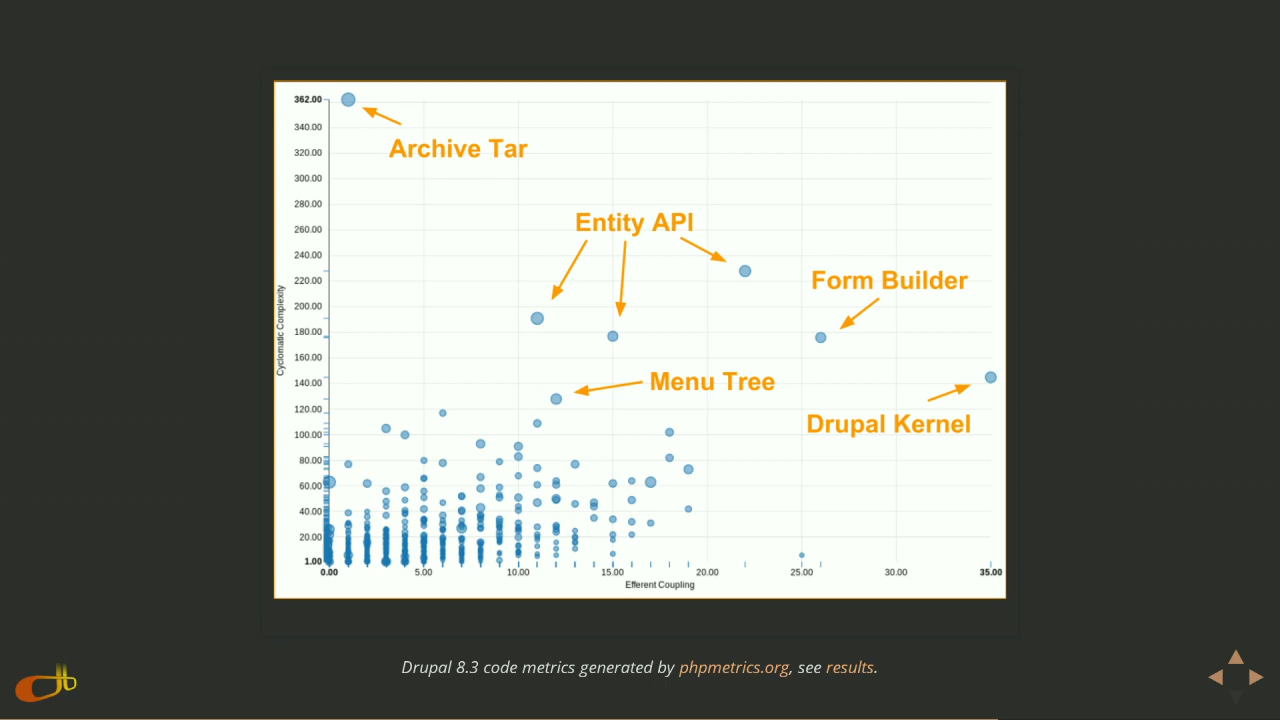 362.00
340.00
Archive Tar
320.00
300.00
280.00
Entity API
260.00
240.00
Form Builder
220.00
200.00
180.00
160.00
Menu Tree
140.00
120.00
Drupal Kernel
100.00
80.00
60.00
40.00
20.00
1.00
Cyclomatic Complexity
0.00 5.00 10.00 15.00 20.00 25.00 30.00 35.00
Efferent Coupling
Drupal 8.3 code metrics generated by phpmetrics.org, see results.